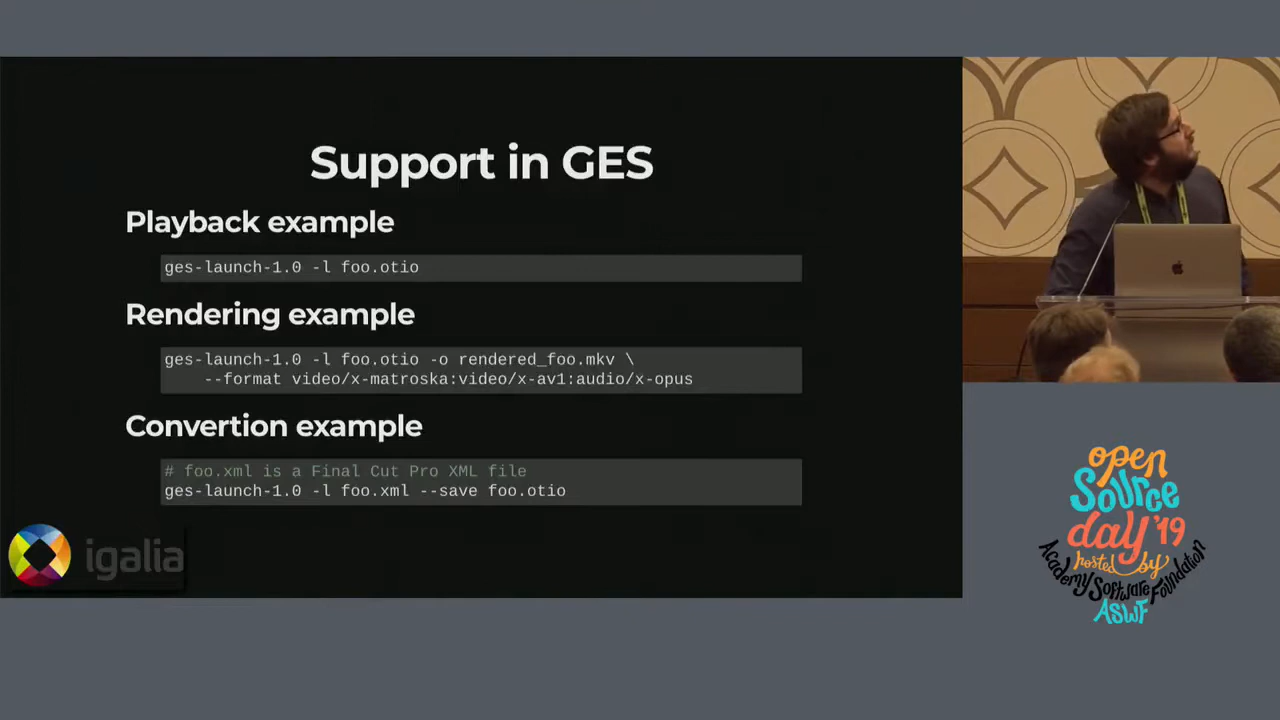 Support in GES
Playback example
ges-launch-1.0 -l foo.otio
Rendering example
ges-launch-1.0 -l foo.otio -o rendered_foo.mkv \
--format video/x-matroska:video/x-av1:audio/x-opus
Convertion example
# foo.xml is a Final Cut Pro XML file
ges-launch-1.0 -l foo.xml --save foo.otio
igalia
open
Source
day '19
hosted by
Academy Software Foundation
ASWF